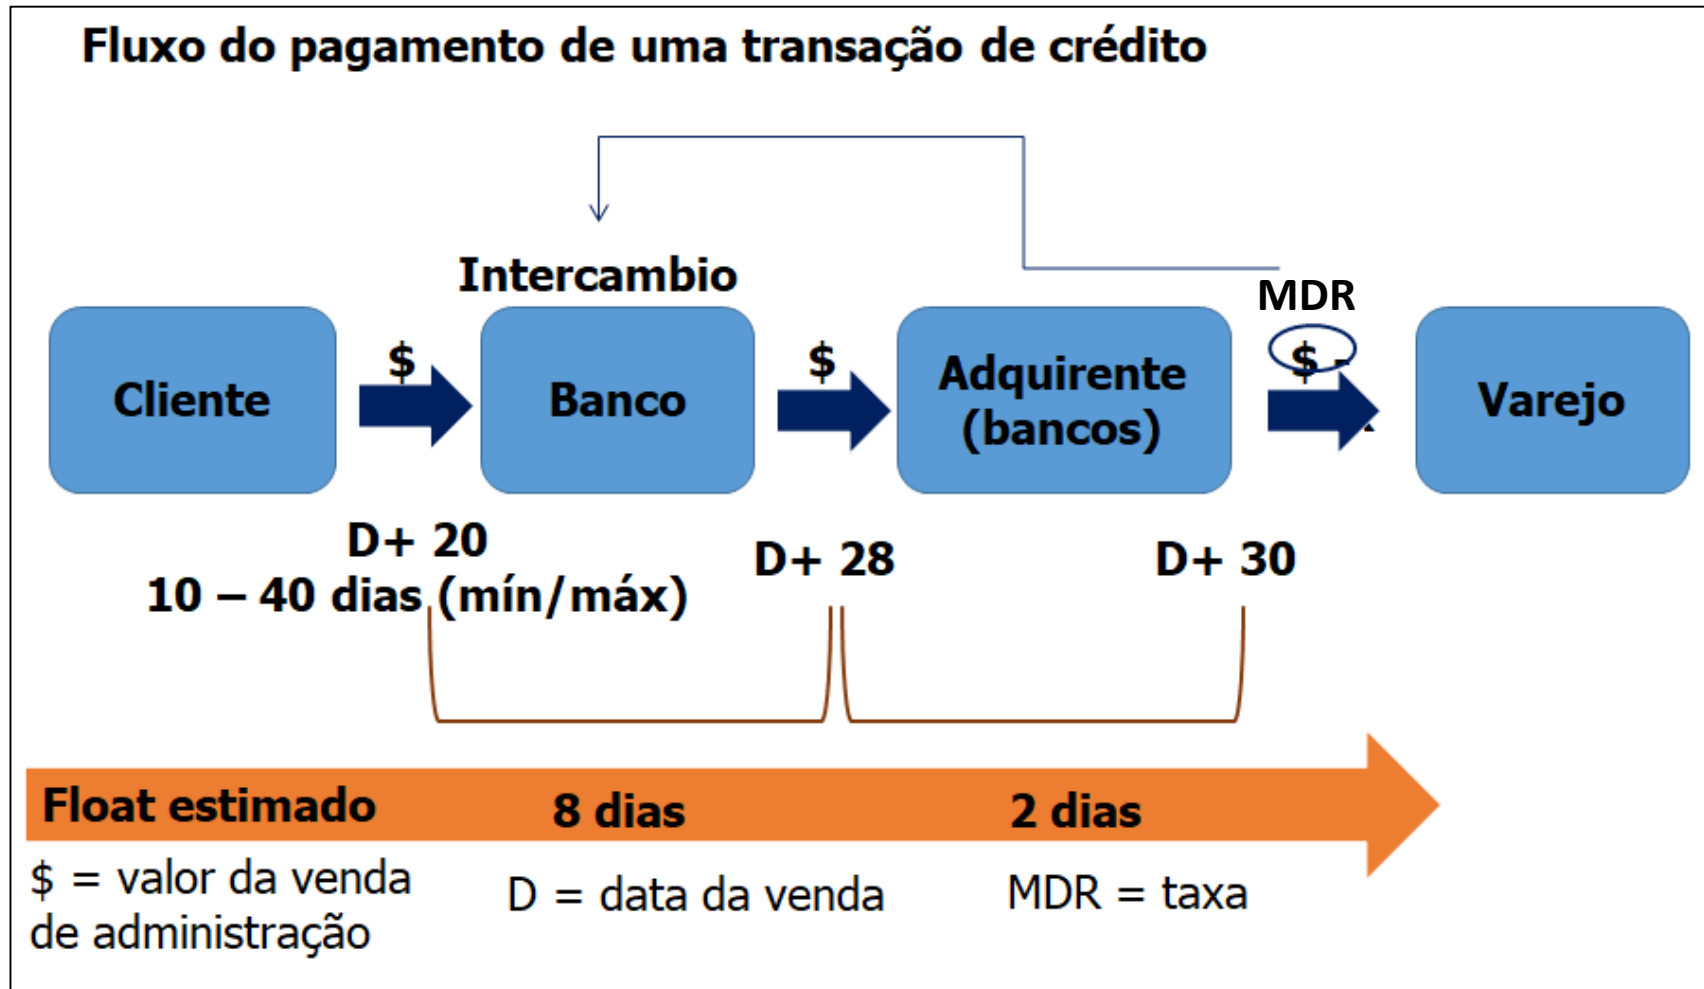 Fluxo do pagamento de uma transação de crédito
Intercambio
MDR
$
$
$ -
Cliente
Banco
Adquirente
(bancos)
Varejo
D+ 20
10 – 40 dias (mín/máx)
D+ 28
D+ 30
Float estimado
8 dias
2 dias
$ = valor da venda
de administração
D = data da venda
MDR = taxa